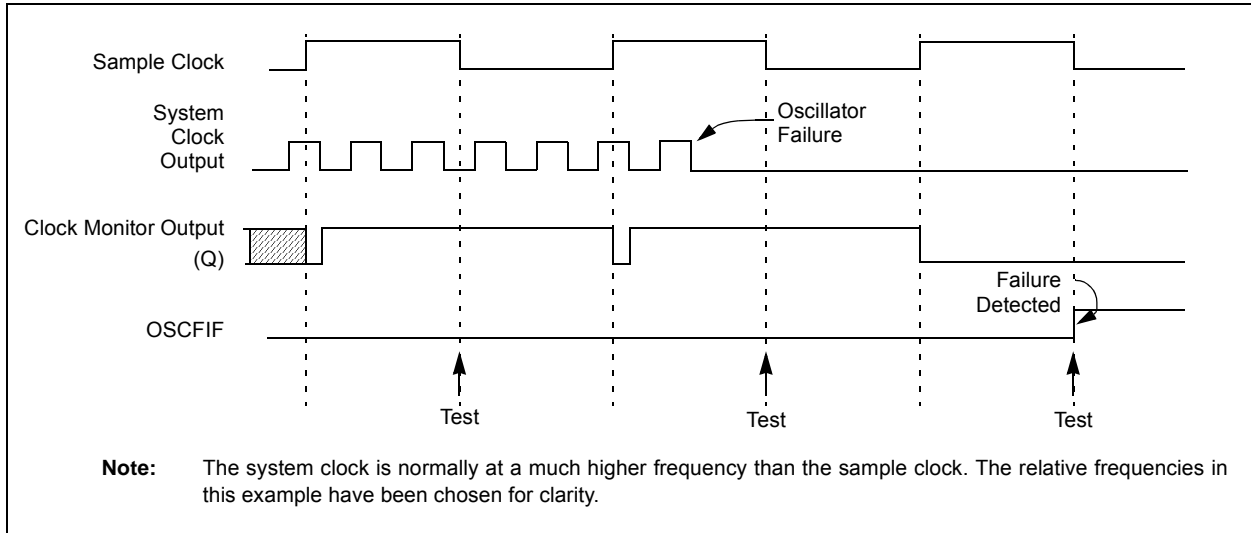 Sample Clock
System
Clock
Output
Oscillator
Failure
Clock Monitor Output
(Q)
Failure
Detected
OSCFIF
Test
Test
Test
Note: The system clock is normally at a much higher frequency than the sample clock. The relative frequencies in
this example have been chosen for clarity.